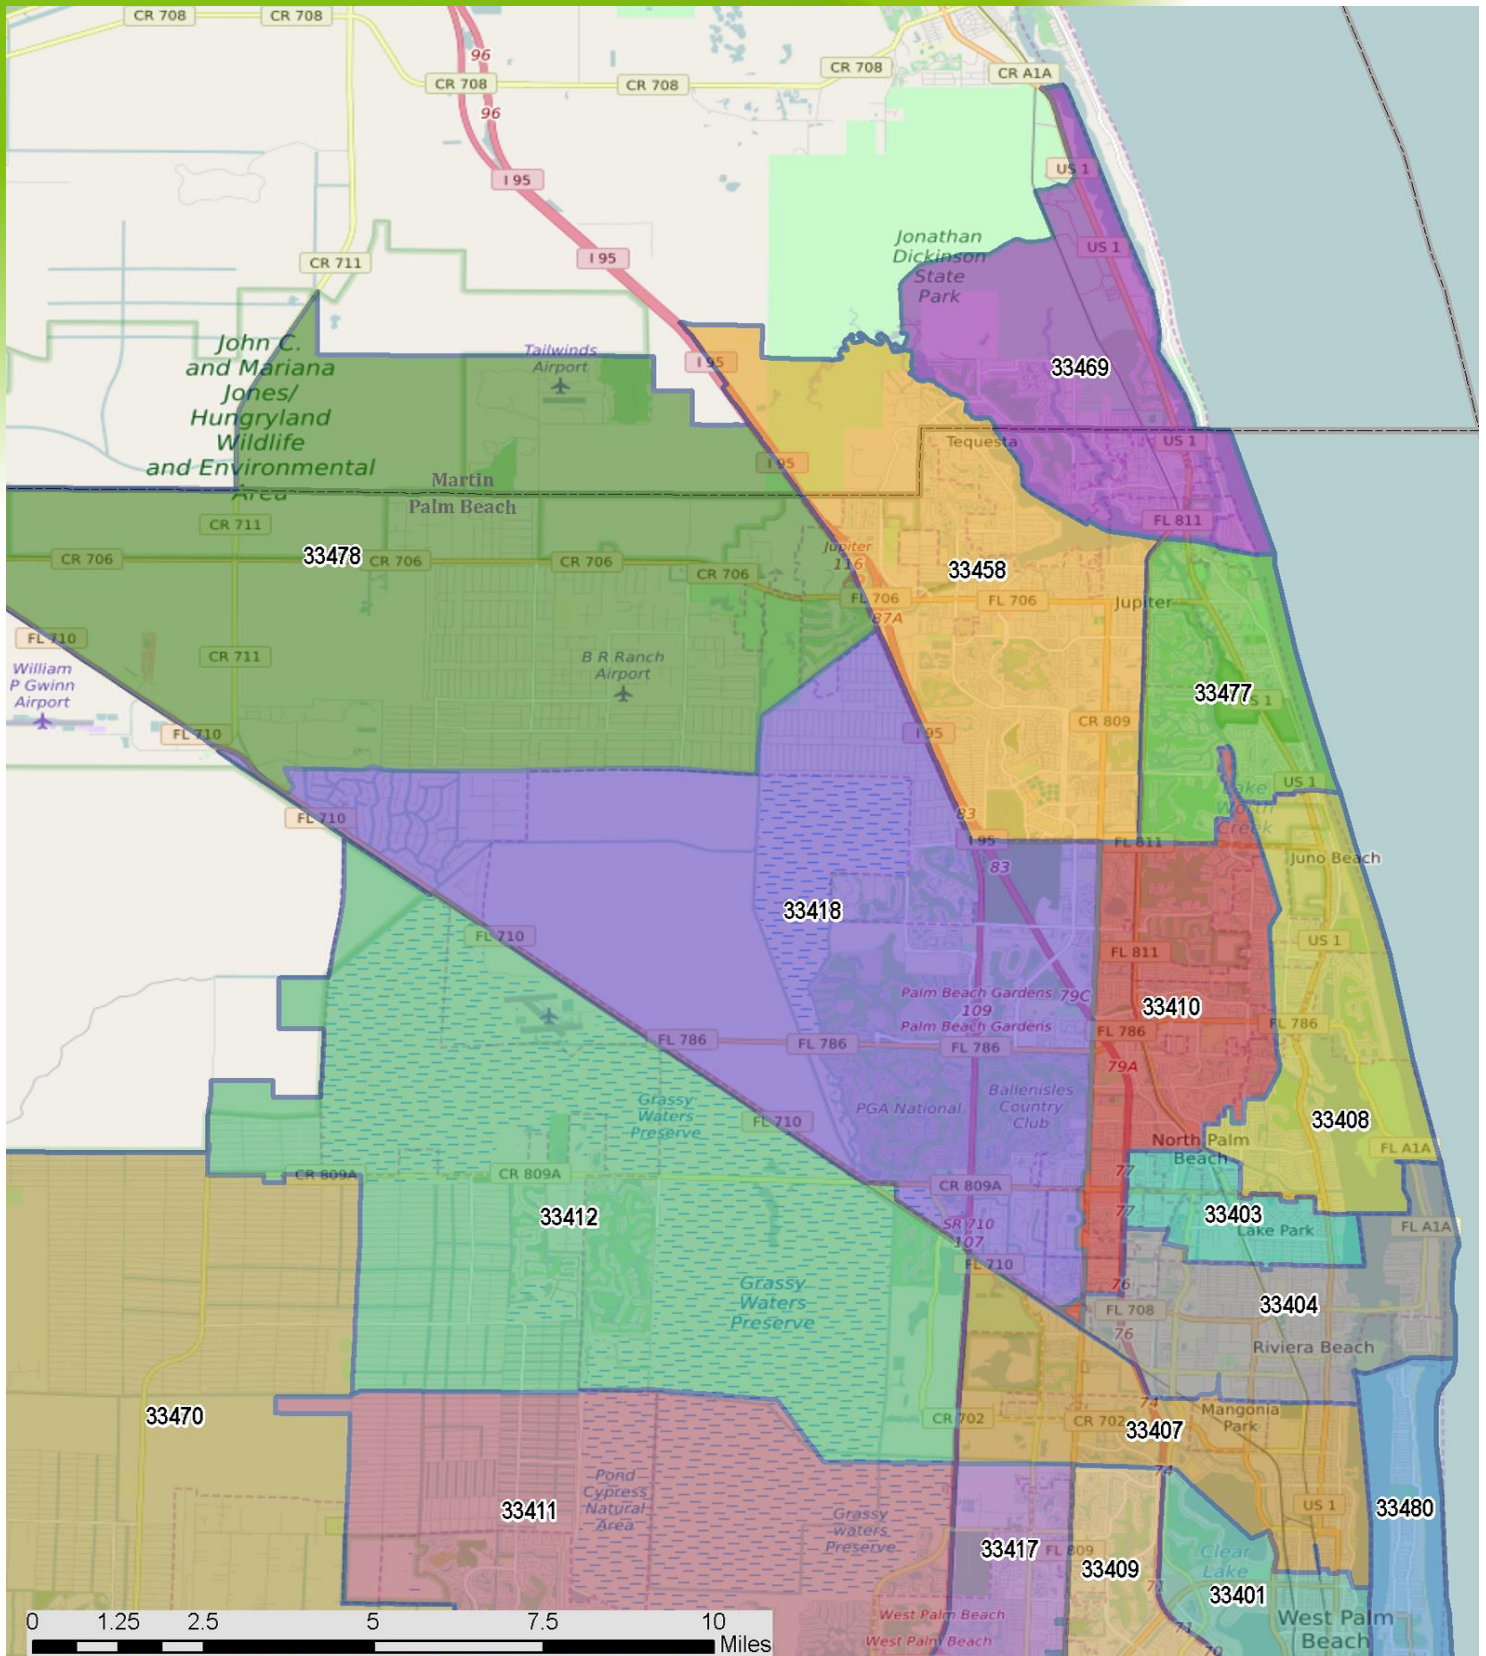 CR 708
CR 708
96
CR 708
CR 708
CR 708
CR A1A
96
I 95
US 1
Jonathan
Dickinson
State
Park
US 1
I 95
CR 711
John C.
and Mariana
Jones/
Hungryland
Wildlife
and Environmental
Area
Tailwinds
Airport
I 95
33469
Tequesta
US 1
I 95
Martin
Palm Beach
CR 711
FL 811
33478
CR 706
CR 706
CR 706
CR 706
Jupiter
116
33458
FL 706
FL 706
87A
Jupiter
FL 710
CR 711
B R Ranch
Airport
William
P Gwinn
Airport
33477
S 1
FL 710
I 95
CR 809
US 1
Lake
Worth
Creek
FL 710
83
I 95
FL 811
83
Juno Beach
33418
FL 710
FL 811
US 1
Palm Beach Gardens
109
Palm Beach Gardens
79C
33410
FL 786
FL 786
FL 786
FL 786
FL 786
79A
Grassy
Waters
Preserve
FL 710
PGA National
Ballenisles
Country
Club
33408
North Palm
Beach
FL A1A
CR 809A
CR 809A
CR 809A
77
33412
SR 710
107
77
33403
Lake Park
FL A1A
FL 710
76
Grassy
Waters
Preserve
33404
FL 708
76
Riviera Beach
33470
CR 702
CR 702
74
33407
Mangonia
Park
74
Pond
Cypress
Natural
Area
33411
Grassy
waters
Preserve
US 1
33480
33417
FL 809
33409
Clear
Lake
71
33401
West Palm Beach
West Palm Beach
71
70
West Palm
Beach
0 1.25 2.5 5 7.5 10
Miles